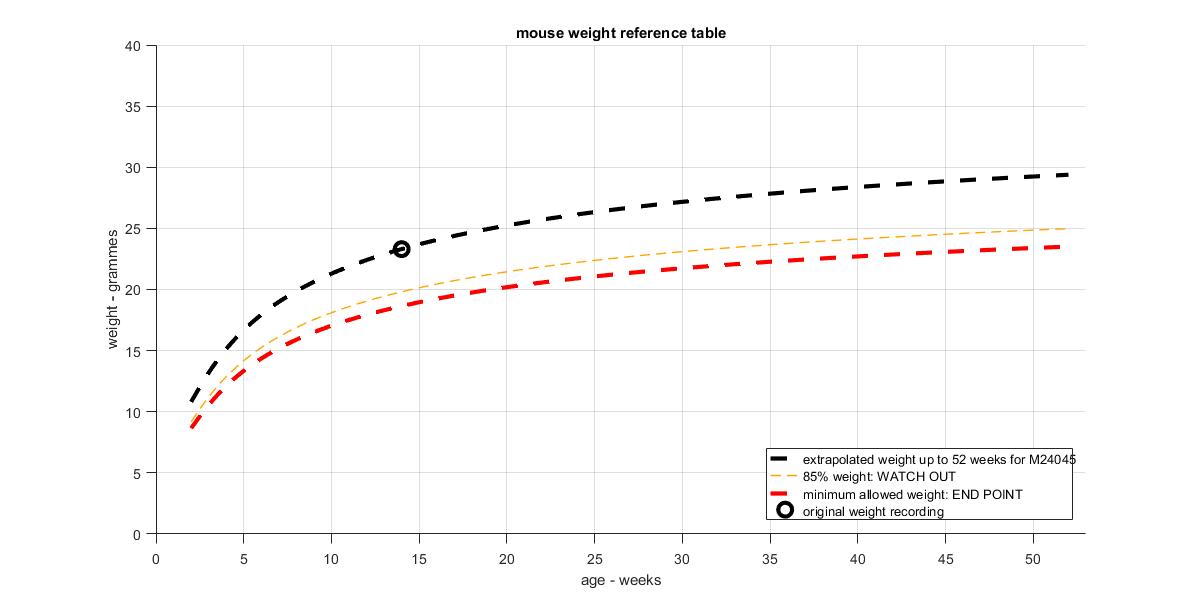 mouse weight reference table
40
35
30
25
20
15
10
5
0
weight - grammes
0 5 10 15 20 25 30 35 40 45 50
age - weeks
extrapolated weight up to 52 weeks for M24045
85% weight: WATCH OUT
minimum allowed weight: END POINT
original weight recording